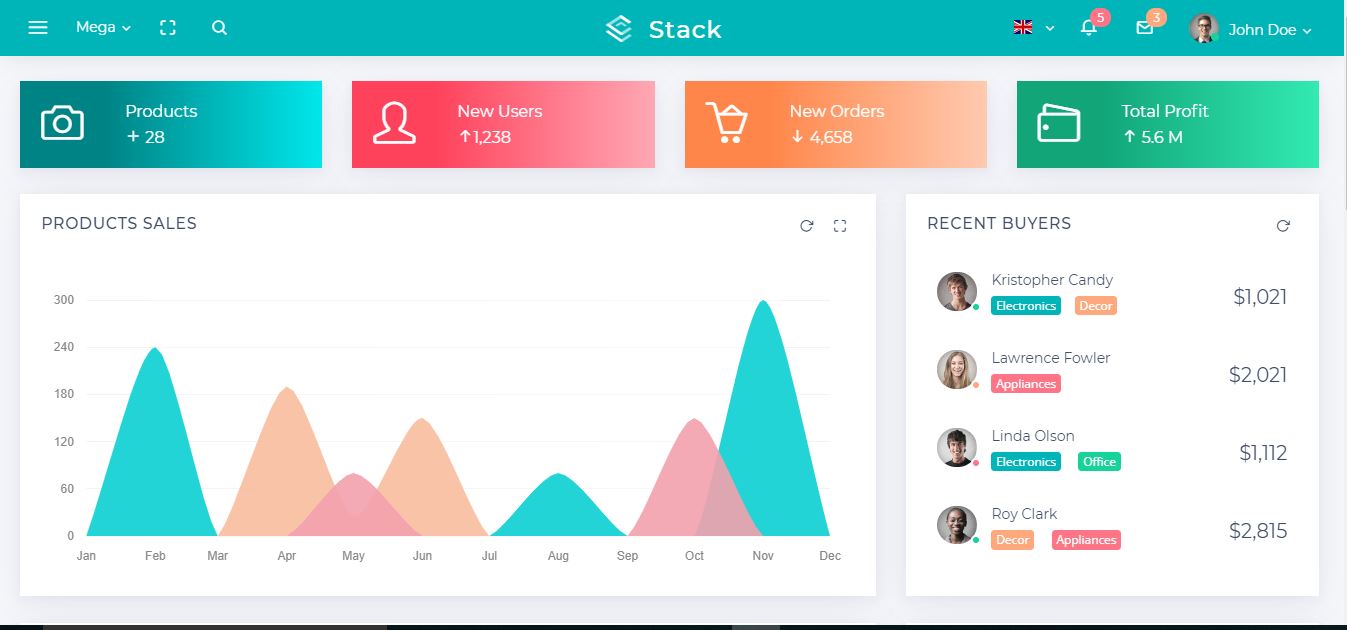 Mega
Stack
5
3
John Doe
Products
+ 28
New Users
↑1,238
New Orders
↓ 4,658
Total Profit
↑ 5.6 M
PRODUCTS SALES
300
240
180
120
60
0
Jan Feb Mar Apr May Jun Jul Aug Sep Oct Nov Dec
RECENT BUYERS
Kristopher Candy
Electronics Decor
$1,021
Lawrence Fowler
Appliances
$2,021
Linda Olson
Electronics Office
$1,112
Roy Clark
Decor Appliances
$2,815